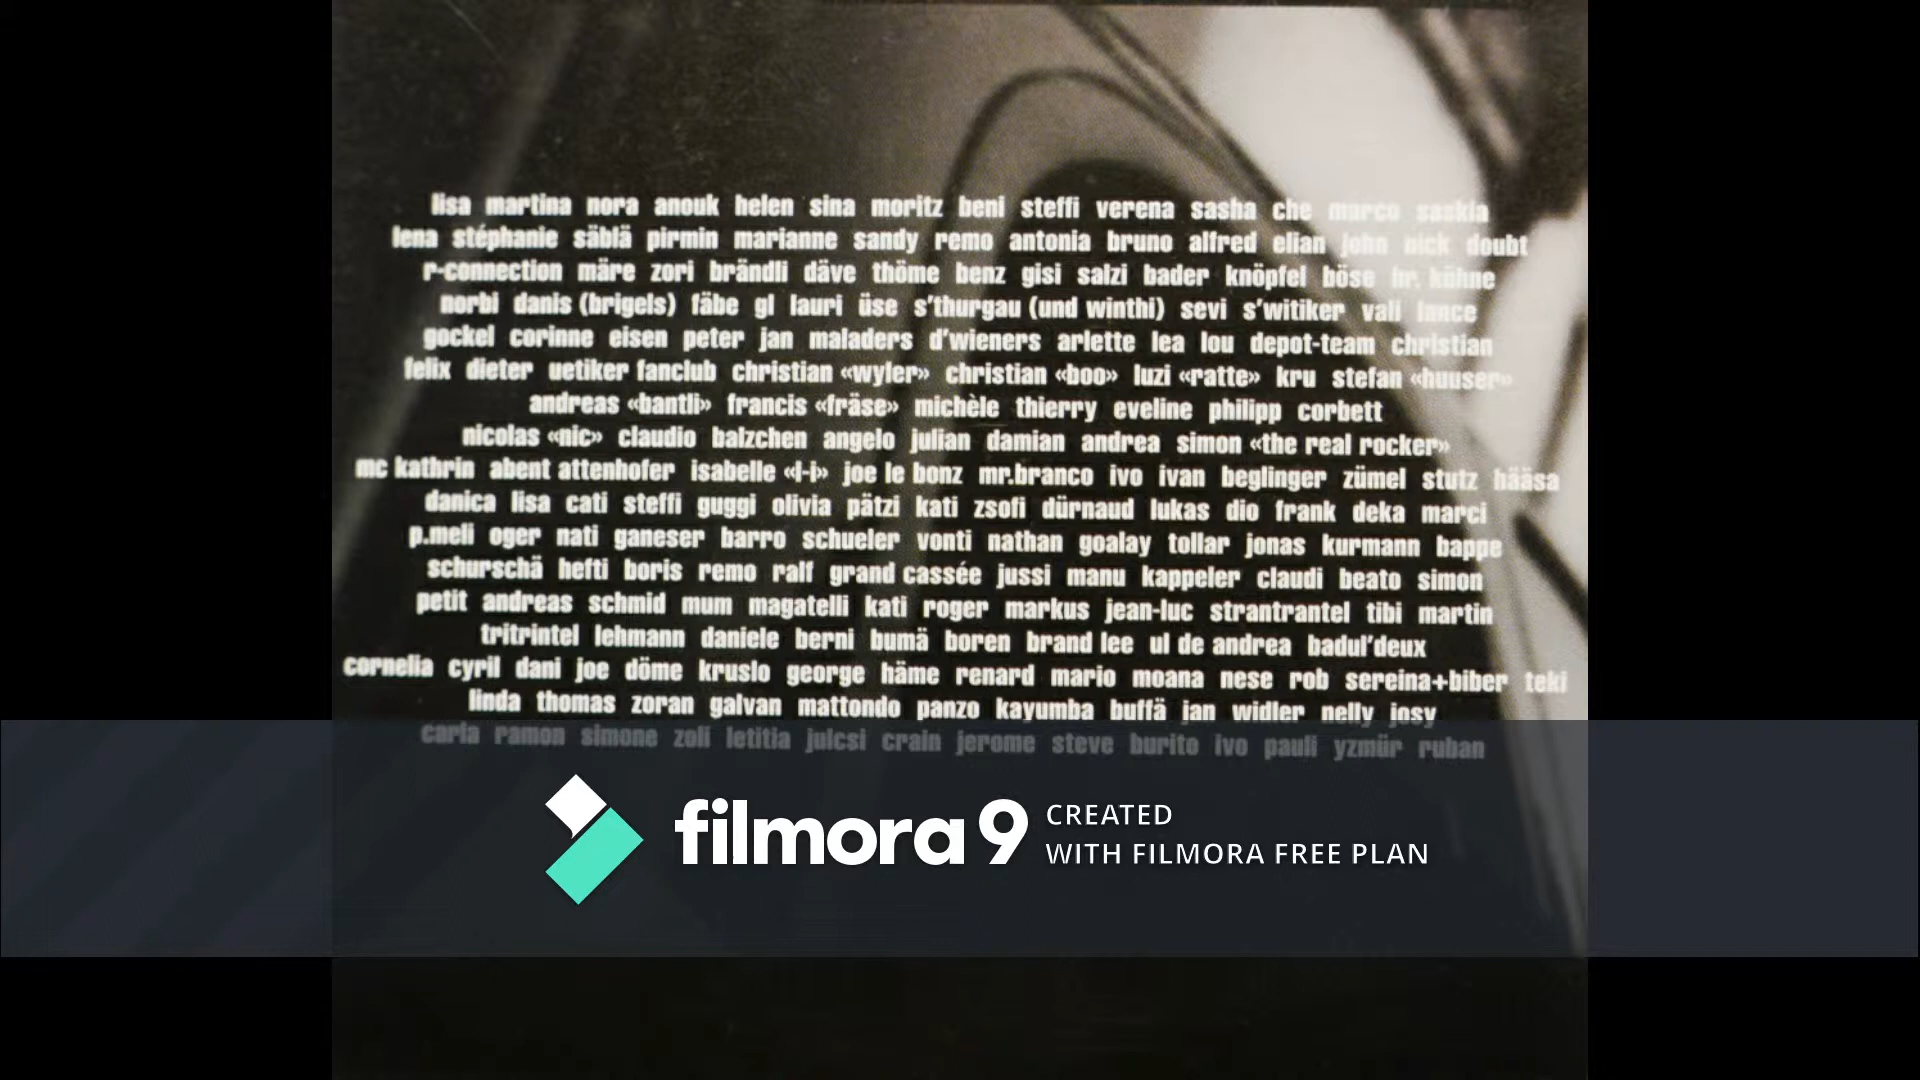 lisa martina nora anouk helen sina moritz beni steffi verena sasha che marco saskia
lena stéphanie säblä pirmin marianne sandy remo antonia bruno alfred elian john nick doubt
r-connection märe zori brändli däve thöme benz gisi salzi bader knöpfel böse hr. kühne
norbi danis (brigels) fäbe gl lauri üse s'thurgau (und winthi) sevi s'witiker vali lance
gockel corinne eisen peter jan maladers d'wieners arlette lea lou depot-team christian
felix dieter uetiker fanclub christian «wyler» christian «boo» luzi «ratte» kru stefan «huuser»
andreas «bantli» francis «fräse» michèle thierry eveline philipp corbett
nicolas «nic» claudio balzchen angelo julian damian andrea simon «the real rocker»
mc kathrin abent attenhofer isabelle «i-i» joe le bonz mr.branco ivo ivan beglinger zümel stutz hääsa
danica lisa cati steffi guggi olivia pätzi kati zsofi dürnaud lukas dio frank deka marci
p.meli oger nati ganeser barro schueler vonti nathan goalay tollar jonas kurmann bappe
schurschä hefti boris remo ralf grand cassée jussi manu kappeler claudi beato simon
petit andreas schmid mum magatelli kati roger markus jean-luc strantrantel tibi martin
tritrintel lehmann daniele berni bumä boren brand lee ul de andrea badul'deux
cornelia cyril dani joe döme kruslo george häme renard mario moana nese rob sereina+biber teki
linda thomas zoran galvan mattondo panzo kayumba buffä jan widler nelly josy
carla ramon simone zoli letitia julcsi crain jerome steve burito ivo pauli yzmür ruban
filmora 9 CREATED
WITH FILMORA FREE PLAN